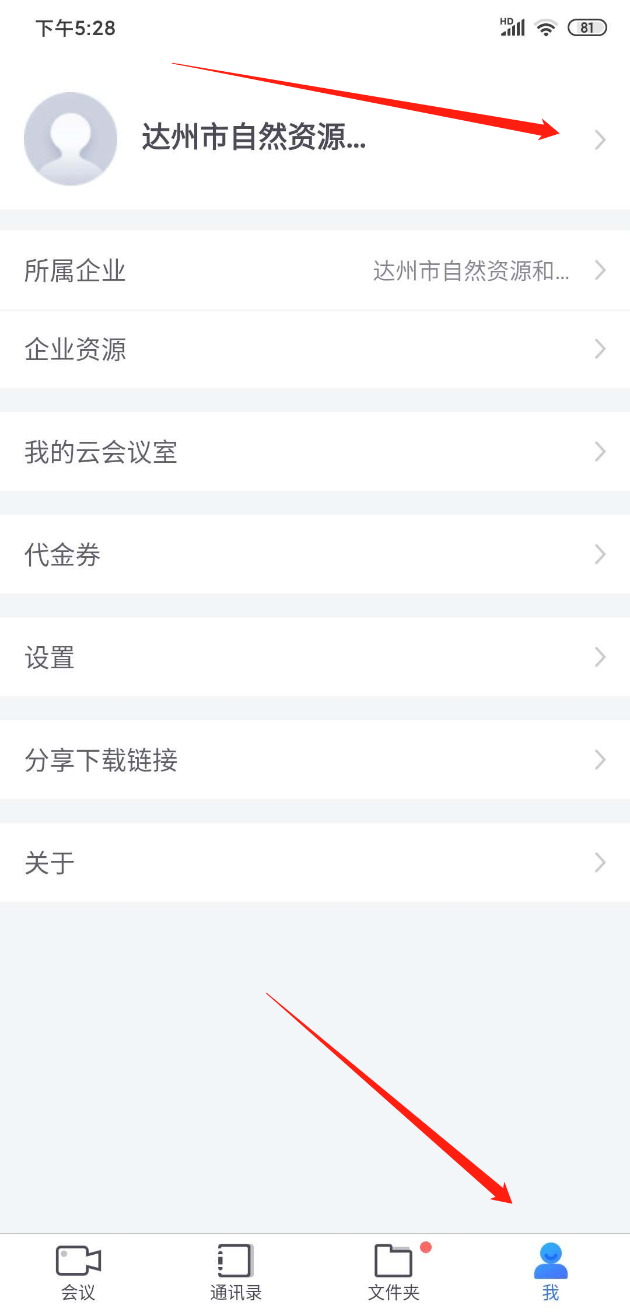 下午5:28
HD
81
达州市自然资源...
所属企业
达州市自然资源和...
企业资源
我的云会议室
代金券
设置
分享下载链接
关于
会议
通讯录
文件夹
我